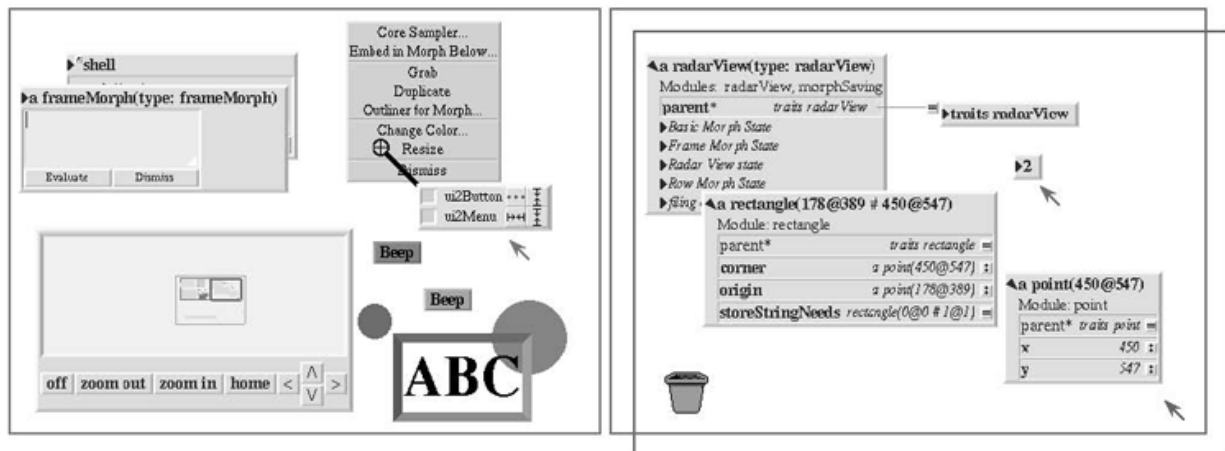 Core Sampler...
Embed in Morph Below...
Grab
Duplicate
Outliner for Morph...
Change Color...
Resize
Dismiss
shell
a frameMorph(type: frameMorph)
Evaluate Dismiss
ui2Button
ui2Menu
Beep
Beep
off zoom out zoom in home < Λ V >
ABC
a radarView(type: radarView)
Modules: radarView, morphSaving
parent* traits radarView
traits radarView
Basic Morph State
Frame Morph State
Radar View state
Row Morph State
filing
2
a rectangle(178@389 # 450@547)
Module: rectangle
parent* traits rectangle =
corner a point(450@547) :
origin a point(178@389) :
storeStringNeeds rectangle(0@0 # 1@1) =
a point(450@547)
Module: point
parent* traits point =
x 450 :
y 547 :